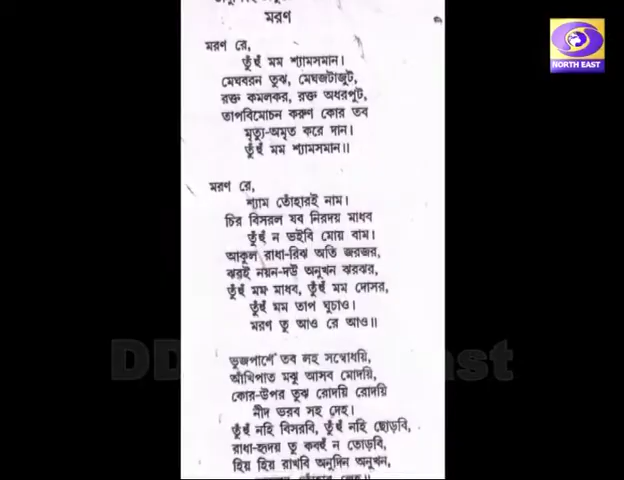 মরণ
মরণ রে,
তুঁহুঁ মম শ্যামসমান।
মেঘবরন তুঝ, মেঘজটাজুট,
রক্ত কমলকর, রক্ত অধরপুট,
তাপবিমোচন করুণ কোর তব
মৃত্যু-অমৃত করে দান।
তুঁহুঁ মম শ্যামসমান॥
মরণ রে,
শ্যাম তোঁহারই নাম।
চির বিসরল যব নিরদয় মাধব
তুঁহুঁ ন ভইবি মোয় বাম।
আকুল রাধা-রিঝ অতি জরজর,
ঝরই নয়ন-দউ অনুখন ঝরঝর,
তুঁহুঁ মম মাধব, তুঁহুঁ মম দোসর,
তুঁহুঁ মম তাপ ঘুচাও।
মরণ তু আও রে আও॥
ভুজপাশে তব লহ সম্বোধয়ি,
আঁখিপাত মঝু আসব মোদয়ি,
কোর-উপর তুঝ রোদয়ি রোদয়ি
নীদ ভরব সহ দেহ।
তুঁহুঁ নহি বিসরবি, তুঁহুঁ নহি ছোড়বি,
রাধা-হৃদয় তু কবহুঁ ন তোড়বি,
হিয় হিয় রাখবি অনুদিন অনুখন,
NORTH EAST
DD
st